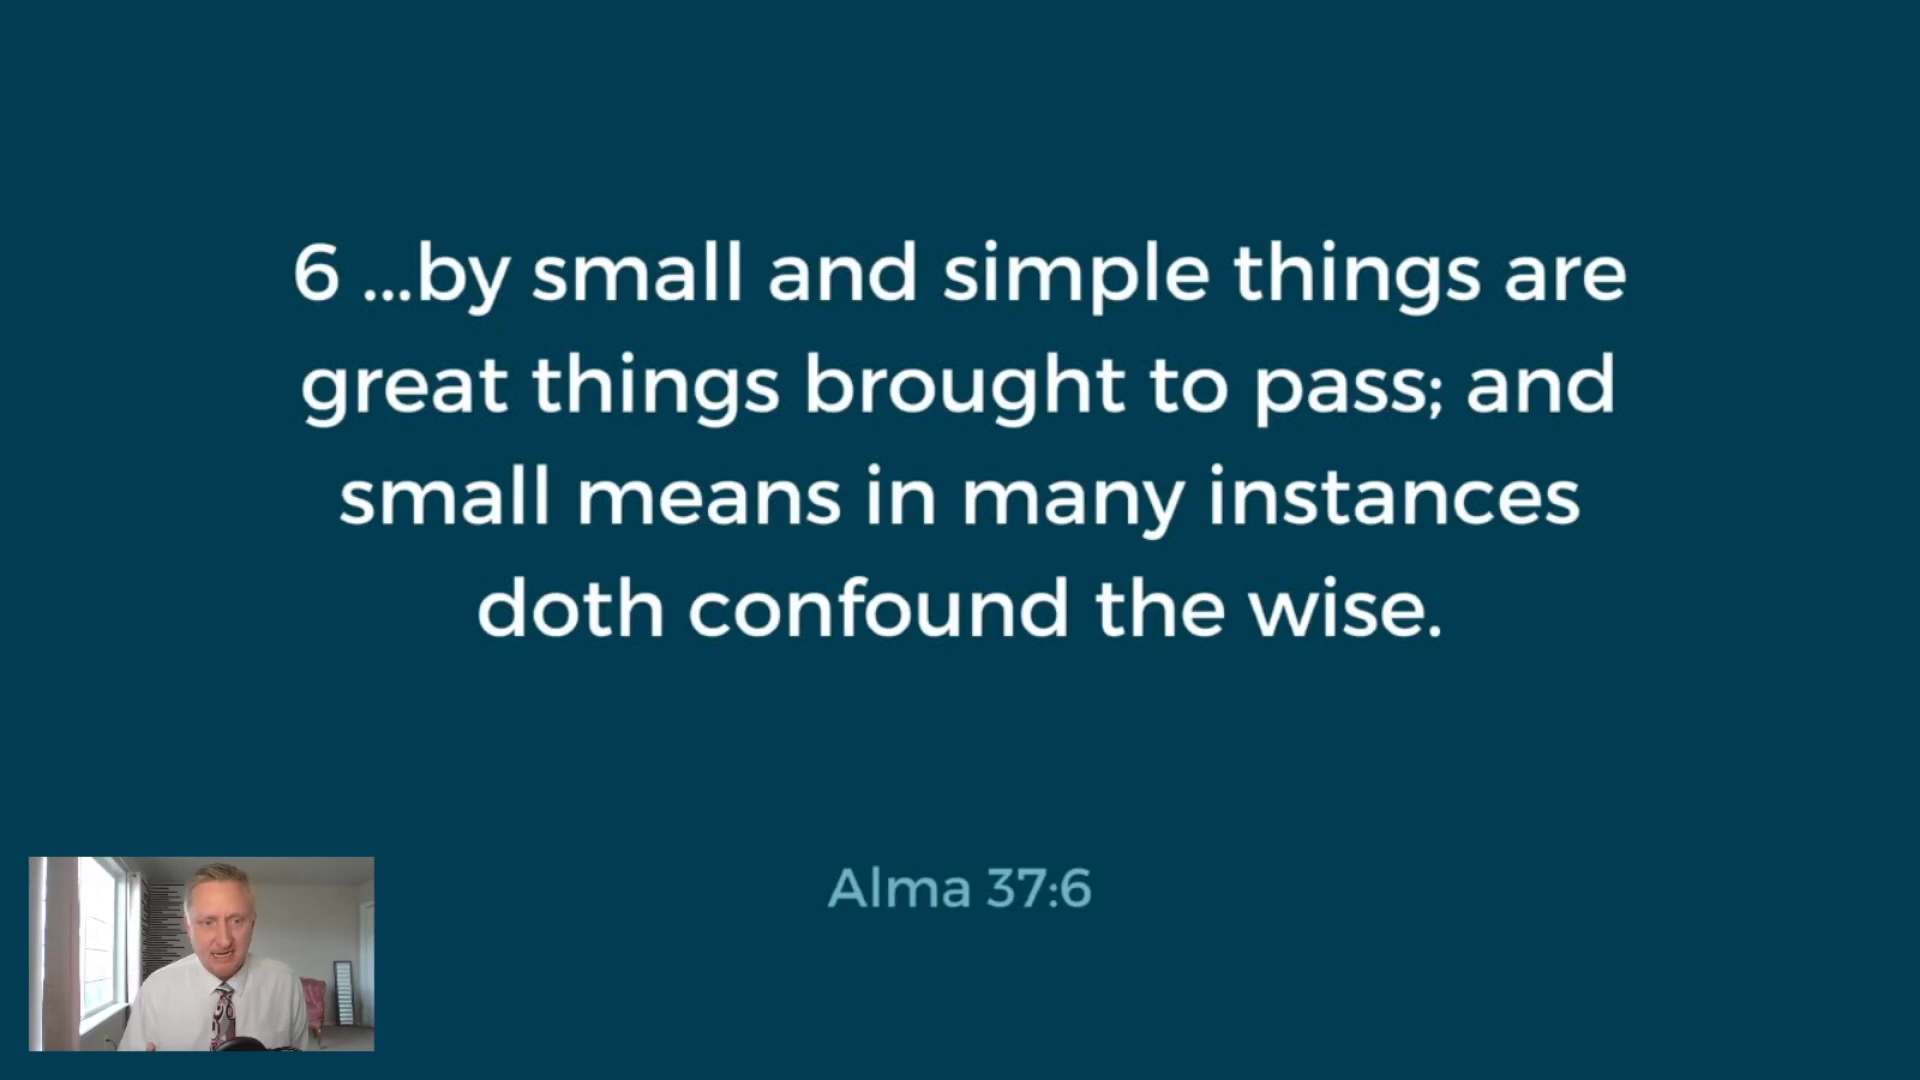 6 ...by small and simple things are
great things brought to pass; and
small means in many instances
doth confound the wise.
Alma 37:6